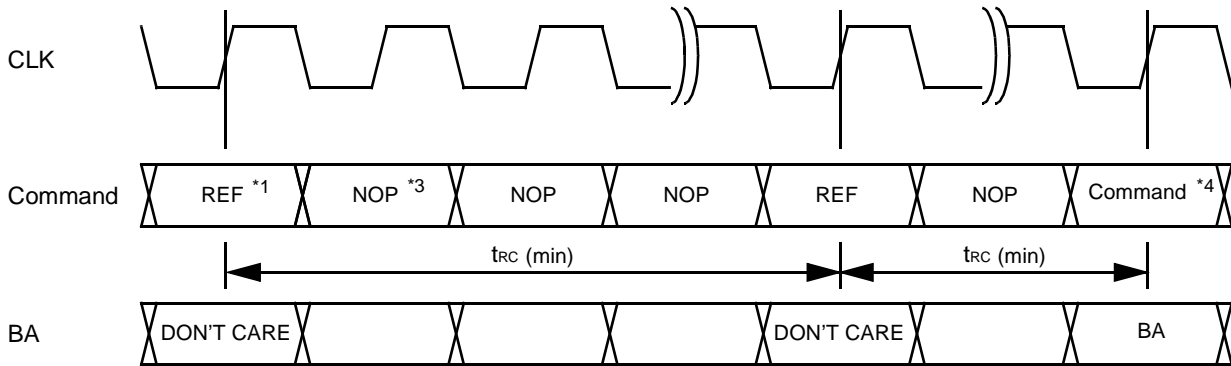 CLK
Command REF *1 NOP *3 NOP NOP REF NOP Command *4
tRC (min) tRC (min)
BA DON'T CARE DON'T CARE BA